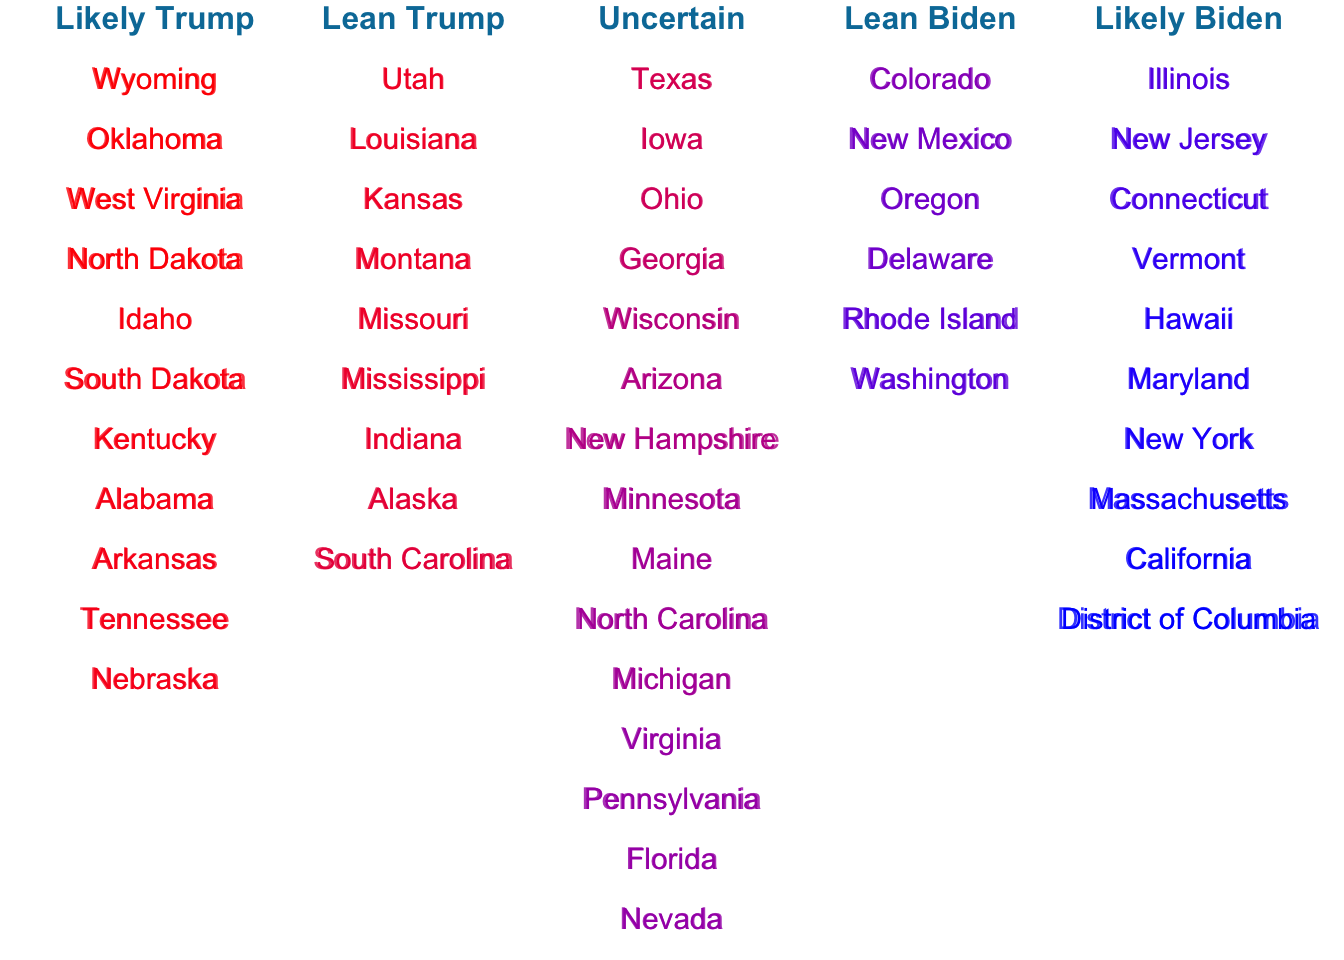 Likely Trump Lean Trump Uncertain Lean Biden Likely Biden
Wyoming Utah Texas Colorado Illinois
Oklahoma Louisiana Iowa New Mexico New Jersey
West Virginia Kansas Ohio Oregon Connecticut
North Dakota Montana Georgia Delaware Vermont
Idaho Missouri Wisconsin Rhode Island Hawaii
South Dakota Mississippi Arizona Washington Maryland
Kentucky Indiana New Hampshire New York
Alabama Alaska Minnesota Massachusetts
Arkansas South Carolina Maine California
Tennessee North Carolina District of Columbia
Nebraska Michigan
Virginia
Pennsylvania
Florida
Nevada